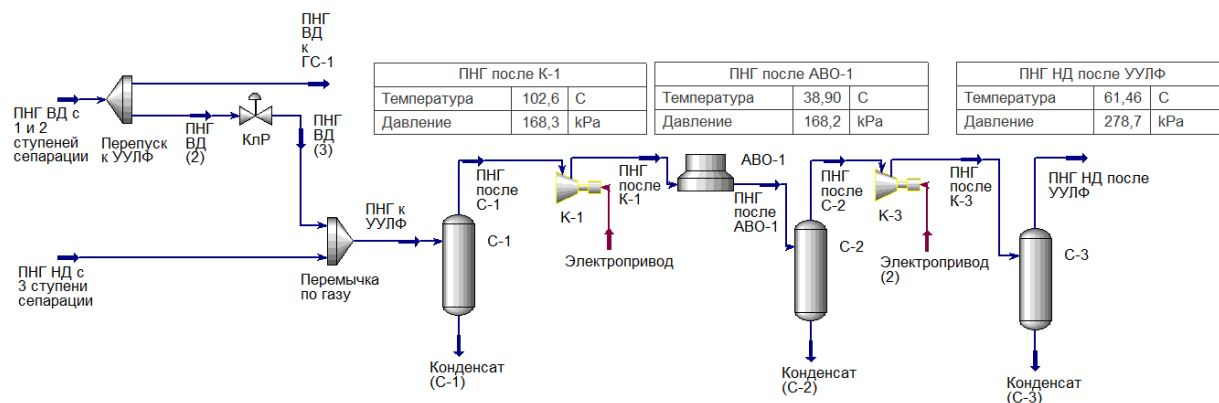 ПНГ
ВД
к
ГС-1
ПНГ ВД с
1 и 2
ступеней
сепарации
Перепуск
к УУЛФ
ПНГ
ВД
(2)
КлР
ПНГ
ВД
(3)
ПНГ после К-1
Температура 102,6 C
Давление 168,3 kPa
ПНГ после АВО-1
Температура 38,90 C
Давление 168,2 kPa
ПНГ НД после УУЛФ
Температура 61,46 C
Давление 278,7 kPa
ПНГ НД с
3 ступени
сепарации
Перемычка
по газу
ПНГ к
УУЛФ
ПНГ
после
С-1
С-1
Конденсат
(С-1)
К-1
Электропривод
ПНГ
после
К-1
АВО-1
ПНГ
после
АВО-1
ПНГ
после
С-2
С-2
Конденсат
(С-2)
К-3
Электропривод
(2)
ПНГ
после
К-3
ПНГ НД после
УУЛФ
С-3
Конденсат
(С-3)